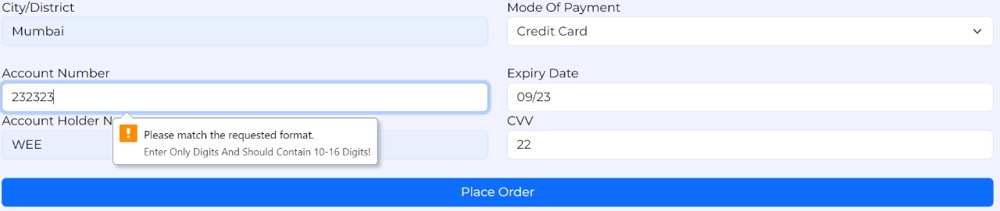 City/District
Mumbai
Mode Of Payment
Credit Card
Account Number
232323
Expiry Date
09/23
Account Holder N
WEE
Please match the requested format.
Enter Only Digits And Should Contain 10-16 Digits!
CVV
22
Place Order